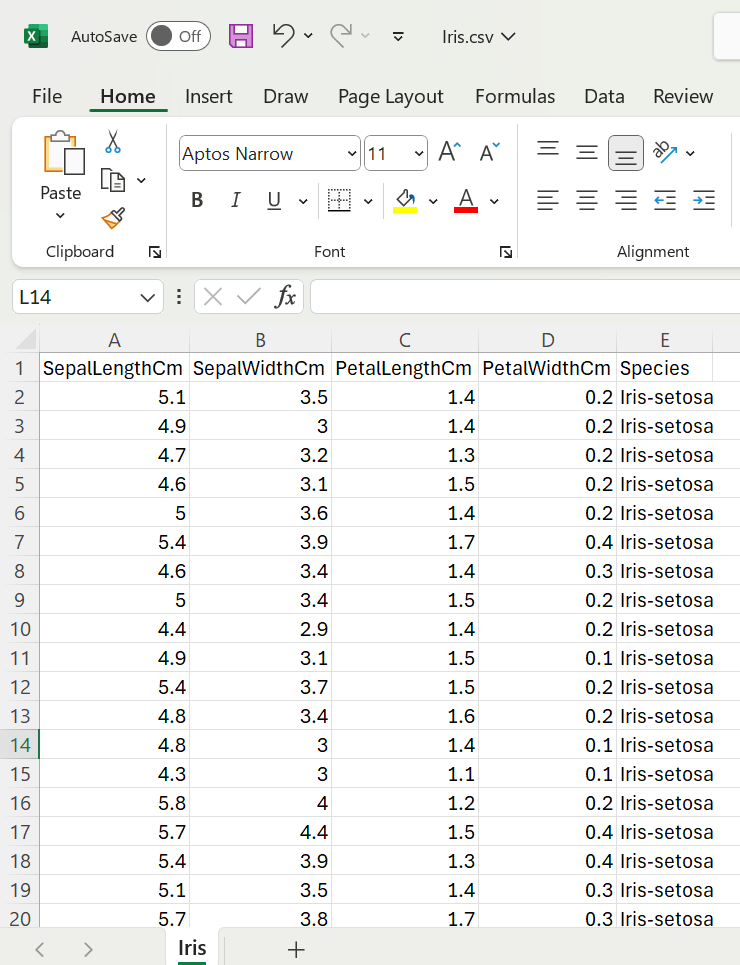 AutoSave Off Iris.csv
File Home Insert Draw Page Layout Formulas Data Review
Aptos Narrow 11 A A
Paste B I U A
Clipboard Font Alignment
L14 fx
A B C D E
1 SepalLengthCm SepalWidthCm PetalLengthCm PetalWidthCm Species
2 5.1 3.5 1.4 0.2 Iris-setosa
3 4.9 3 1.4 0.2 Iris-setosa
4 4.7 3.2 1.3 0.2 Iris-setosa
5 4.6 3.1 1.5 0.2 Iris-setosa
6 5 3.6 1.4 0.2 Iris-setosa
7 5.4 3.9 1.7 0.4 Iris-setosa
8 4.6 3.4 1.4 0.3 Iris-setosa
9 5 3.4 1.5 0.2 Iris-setosa
10 4.4 2.9 1.4 0.2 Iris-setosa
11 4.9 3.1 1.5 0.1 Iris-setosa
12 5.4 3.7 1.5 0.2 Iris-setosa
13 4.8 3.4 1.6 0.2 Iris-setosa
14 4.8 3 1.4 0.1 Iris-setosa
15 4.3 3 1.1 0.1 Iris-setosa
16 5.8 4 1.2 0.2 Iris-setosa
17 5.7 4.4 1.5 0.4 Iris-setosa
18 5.4 3.9 1.3 0.4 Iris-setosa
19 5.1 3.5 1.4 0.3 Iris-setosa
20 5.7 3.8 1.7 0.3 Iris-setosa
Iris